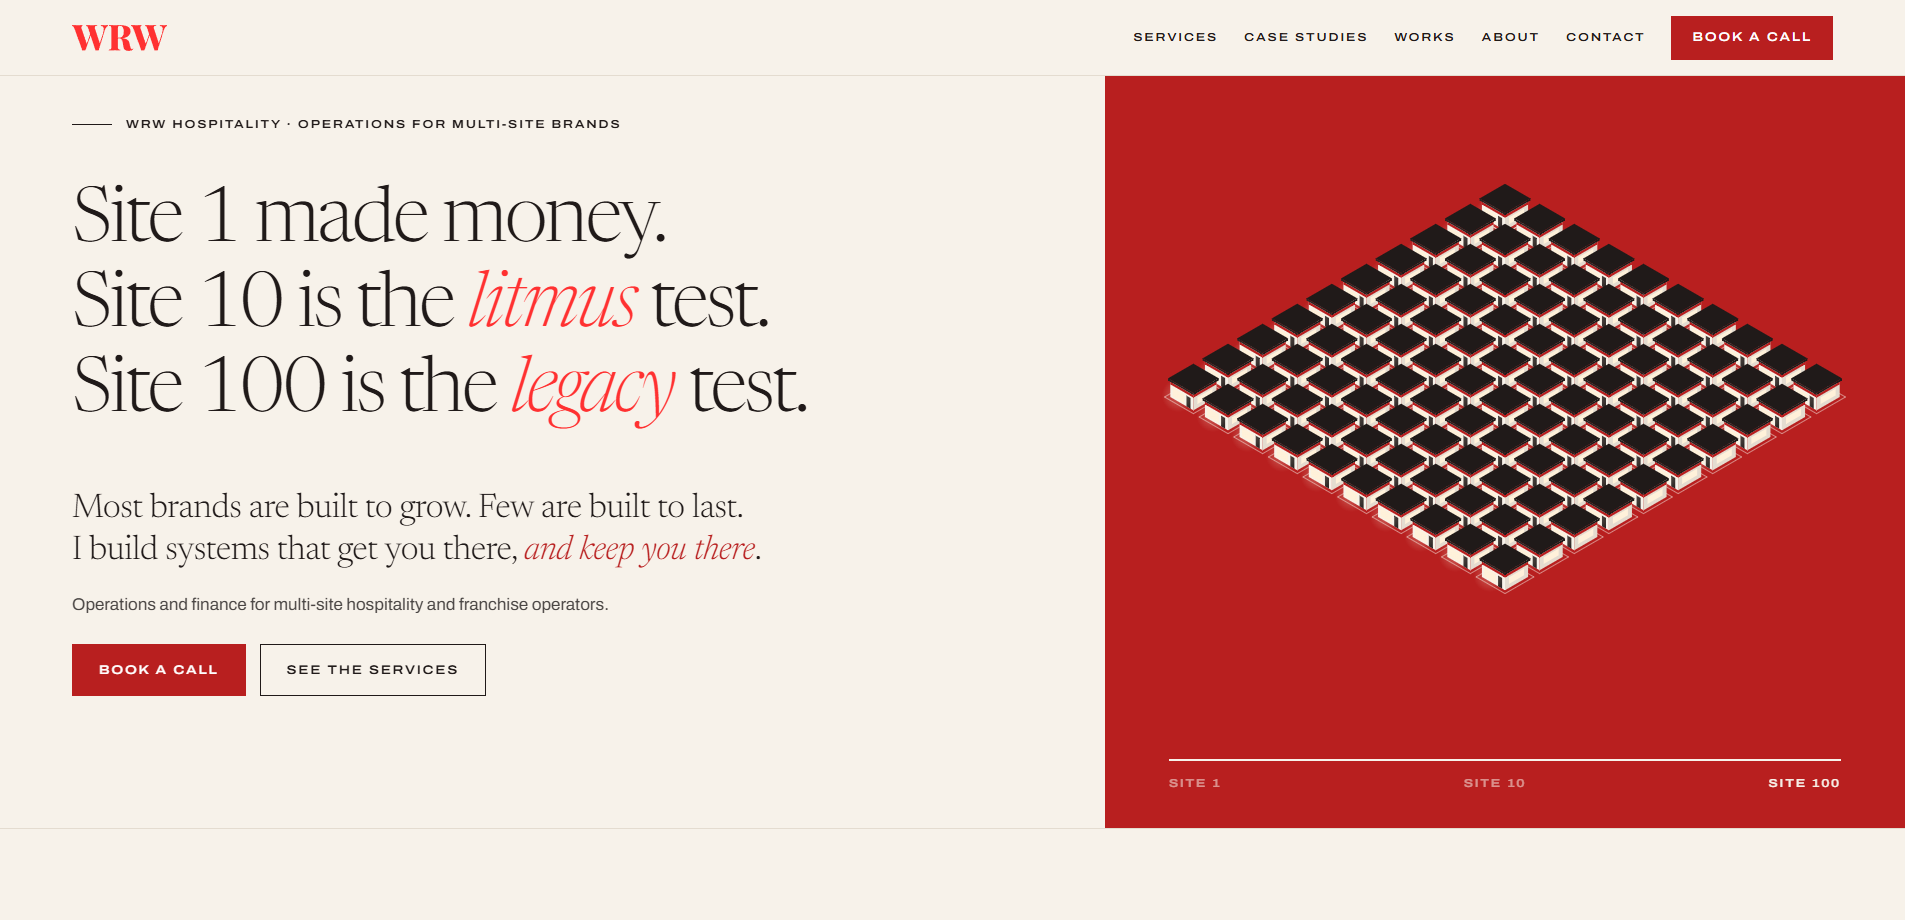 WRW
SERVICES CASE STUDIES WORKS ABOUT CONTACT BOOK A CALL
WRW HOSPITALITY · OPERATIONS FOR MULTI-SITE BRANDS
Site 1 made money.
Site 10 is the litmus test.
Site 100 is the legacy test.
Most brands are built to grow. Few are built to last.
I build systems that get you there, and keep you there.
Operations and finance for multi-site hospitality and franchise operators.
BOOK A CALL SEE THE SERVICES
SITE 1 SITE 10 SITE 100